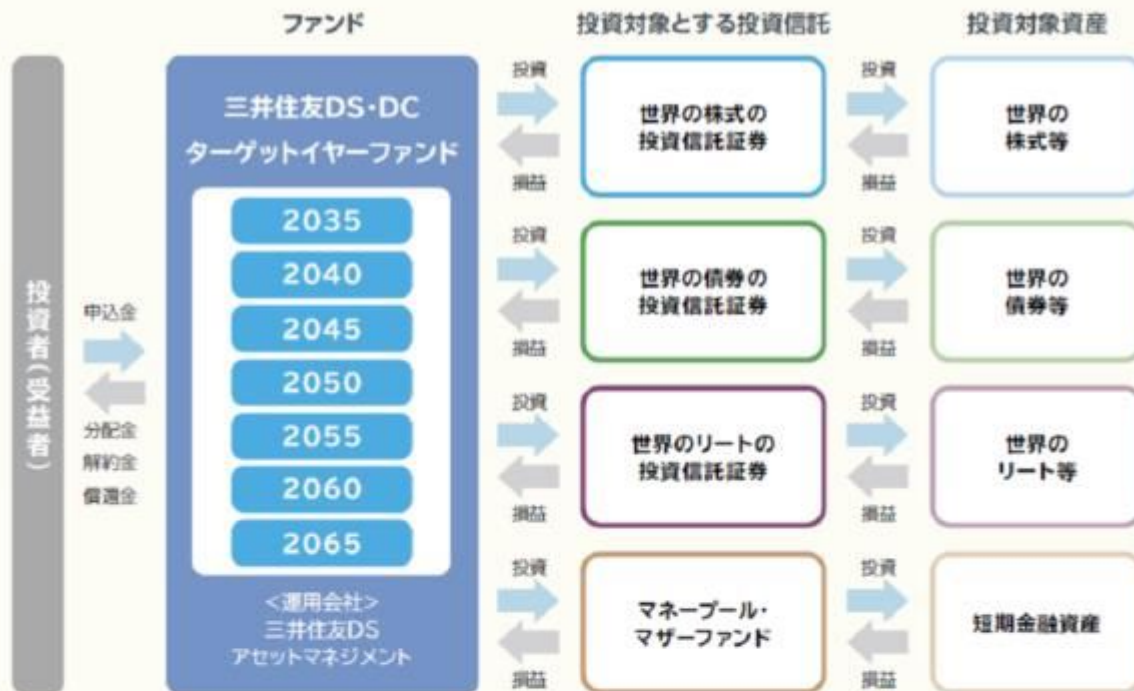 ファンド
投資対象とする投資信託
投資対象資産
投資者(受益者)
申込金
分配金
解約金
償還金
三井住友DS・DC
ターゲットイヤーファンド
2035
2040
2045
2050
2055
2060
2065
<運用会社>
三井住友DS
アセットマネジメント
投資
損益
世界の株式の
投資信託証券
投資
損益
世界の
株式等
投資
損益
世界の債券の
投資信託証券
投資
損益
世界の
債券等
投資
損益
世界のリートの
投資信託証券
投資
損益
世界の
リート等
投資
損益
マネープール・
マザーファンド
投資
損益
短期金融資産